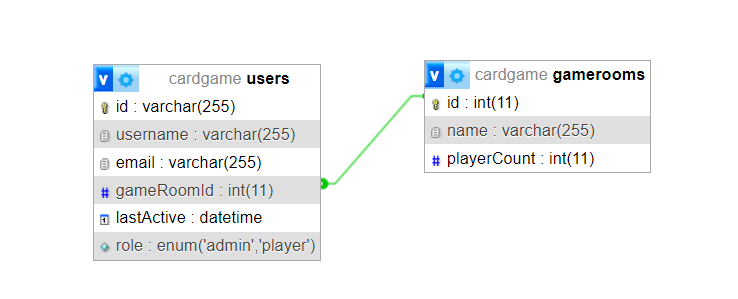 v cardgame users
id : varchar(255)
username : varchar(255)
email : varchar(255)
# gameRoomId : int(11)
1 lastActive : datetime
role : enum('admin','player')
v cardgame gamerooms
id : int(11)
name : varchar(255)
# playerCount : int(11)